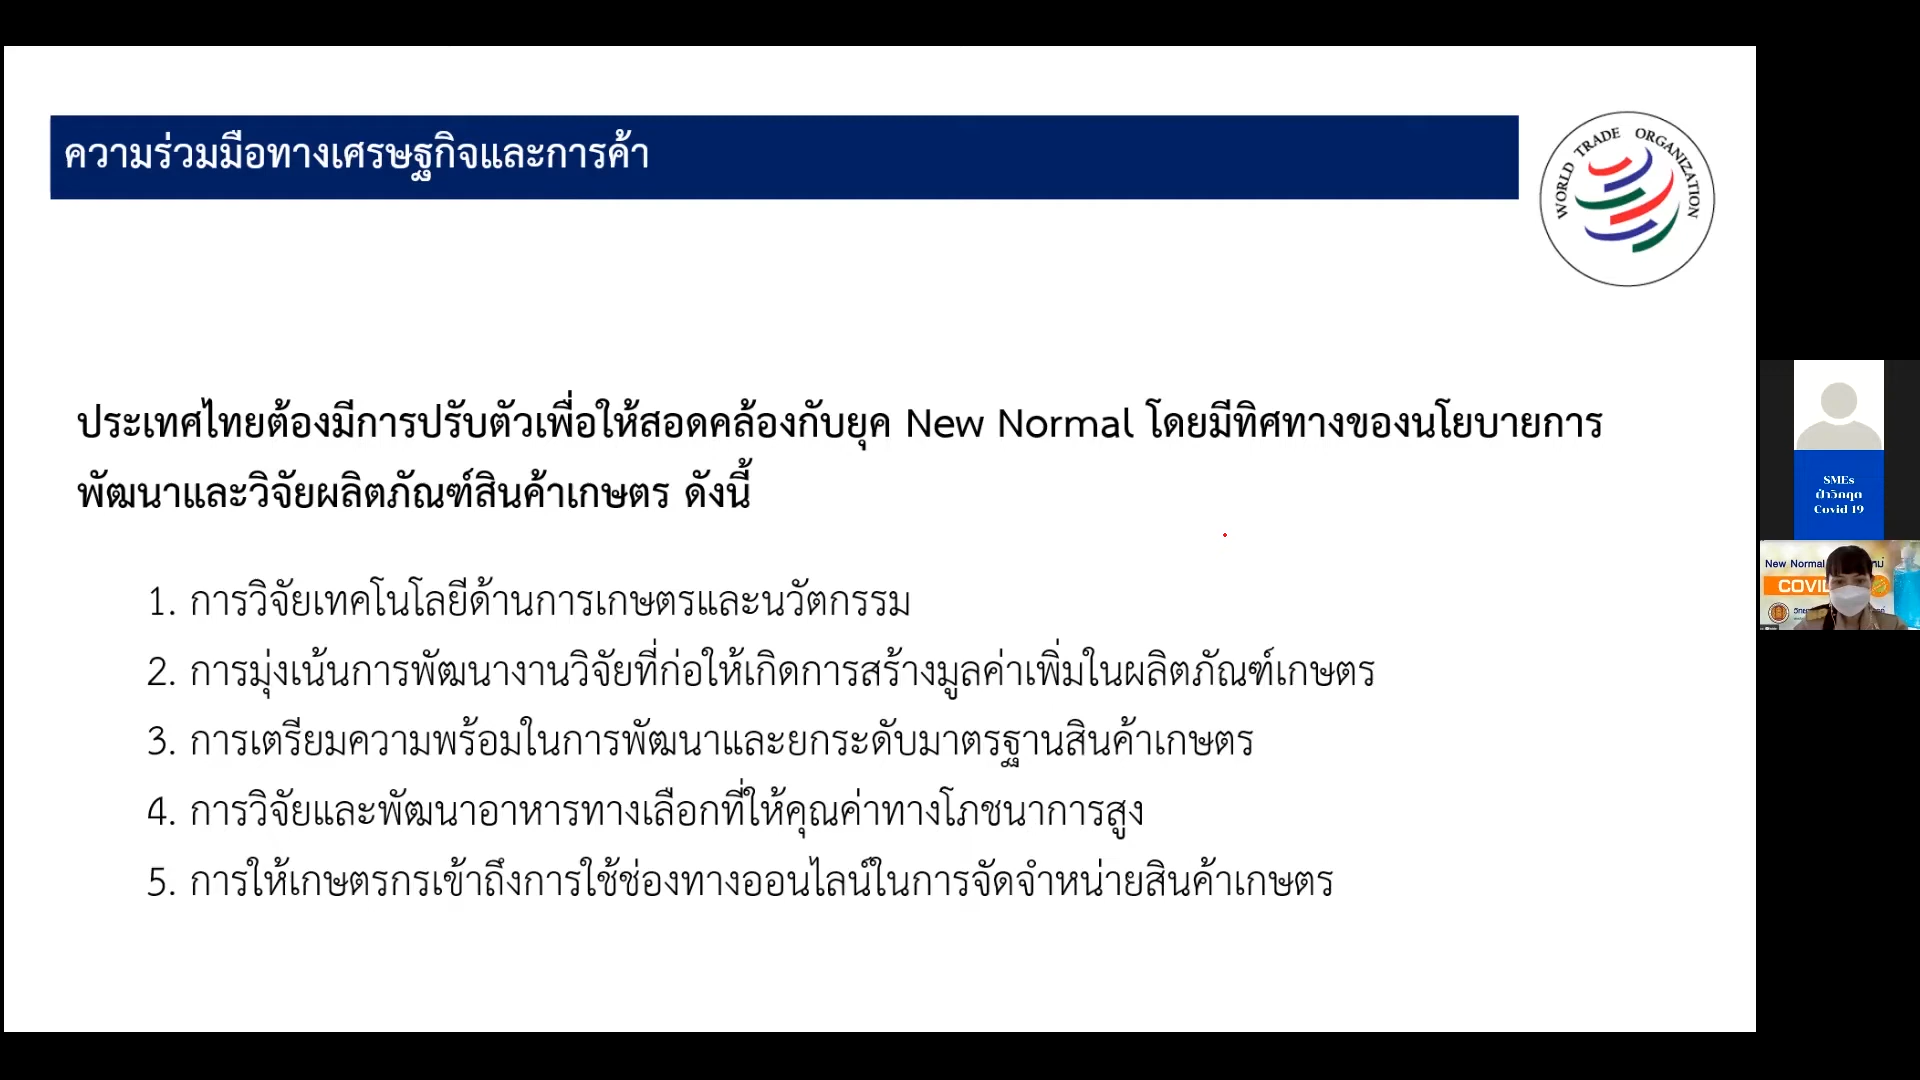 ความร่วมมือทางเศรษฐกิจและการค้า
WORLD TRADE ORGANIZATION
ประเทศไทยต้องมีการปรับตัวเพื่อให้สอดคล้องกับยุค New Normal โดยมีทิศทางของนโยบายการ
พัฒนาและวิจัยผลิตภัณฑ์สินค้าเกษตร ดังนี้
1. การวิจัยเทคโนโลยีด้านการเกษตรและนวัตกรรม
2. การมุ่งเน้นการพัฒนางานวิจัยที่ก่อให้เกิดการสร้างมูลค่าเพิ่มในผลิตภัณฑ์เกษตร
3. การเตรียมความพร้อมในการพัฒนาและยกระดับมาตรฐานสินค้าเกษตร
4. การวิจัยและพัฒนาอาหารทางเลือกที่ให้คุณค่าทางโภชนาการสูง
5. การให้เกษตรกรเข้าถึงการใช้ช่องทางออนไลน์ในการจัดจำหน่ายสินค้าเกษตร
SMEs
ฝ่าวิกฤต
Covid 19
New Normal